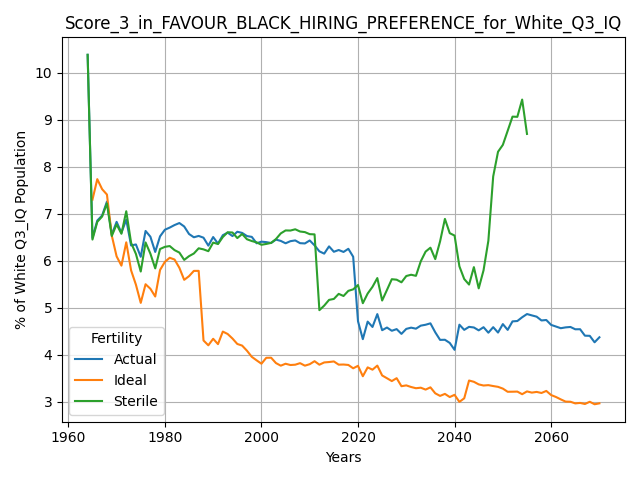 Score_3_in_FAVOUR_BLACK_HIRING_PREFERENCE_for_White_Q3_IQ
% of White Q3_IQ Population
10
9
8
7
6
5
4
3
Fertility
Actual
Ideal
Sterile
1960 1980 2000 2020 2040 2060
Years